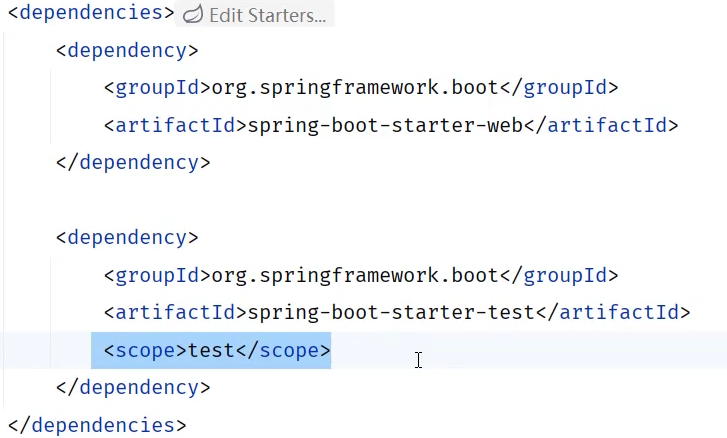 <dependencies> Edit Starters...
<dependency>
<groupId>org.springframework.boot</groupId>
<artifactId>spring-boot-starter-web</artifactId>
</dependency>
<dependency>
<groupId>org.springframework.boot</groupId>
<artifactId>spring-boot-starter-test</artifactId>
<scope>test</scope>
</dependency>
</dependencies>